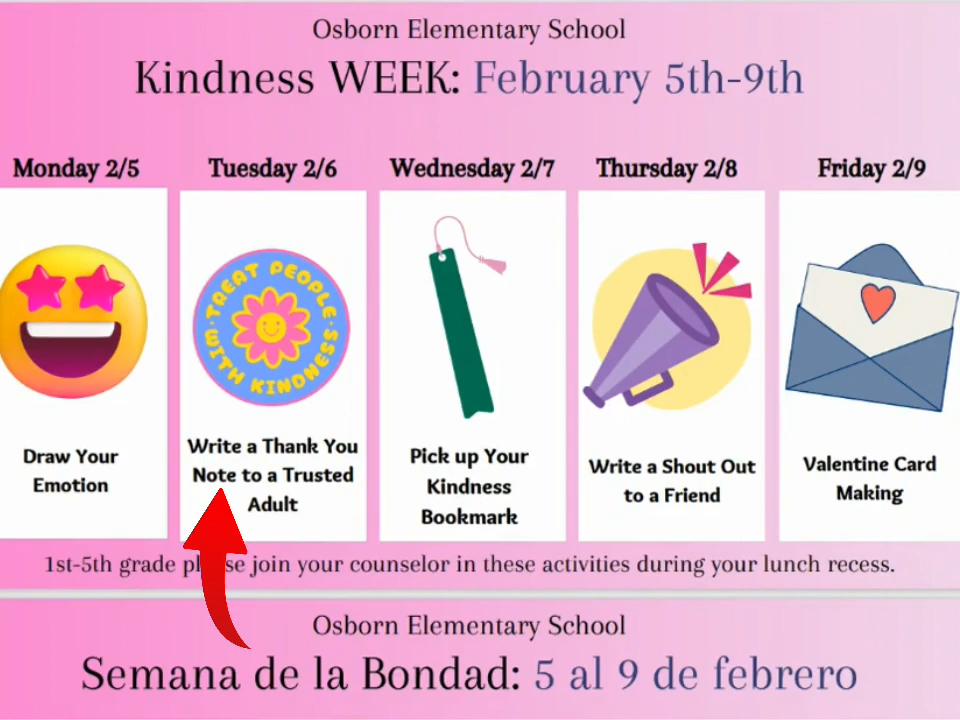 Osborn Elementary School
Kindness WEEK: February 5th-9th
Monday 2/5
Tuesday 2/6
Wednesday 2/7
Thursday 2/8
Friday 2/9
TREAT PEOPLE
WITH KINDNESS
Draw Your
Emotion
Write a Thank You
Note to a Trusted
Adult
Pick up Your
Kindness
Bookmark
Write a Shout Out
to a Friend
Valentine Card
Making
1st-5th grade join your counselor in these activities during your lunch recess.
Osborn Elementary School
Semana de la Bondad: 5 al 9 de febrero